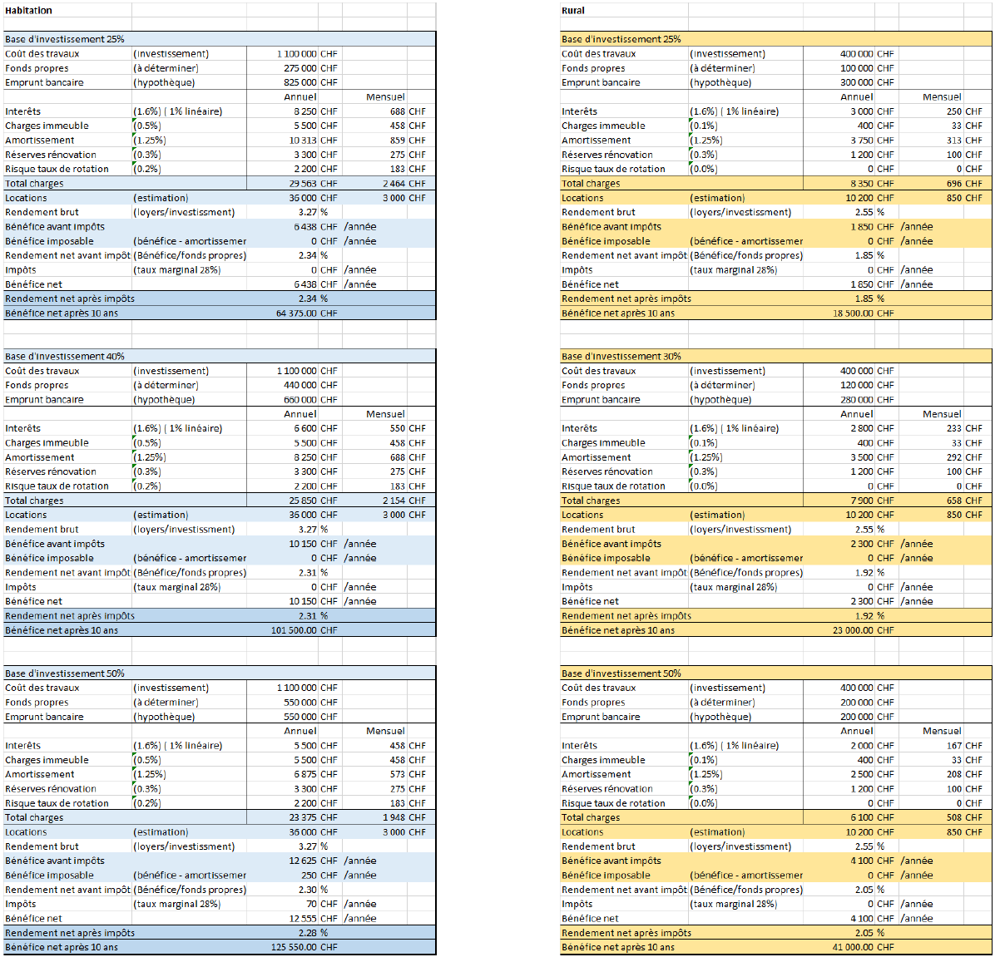 Habitation
Base d'investissement 25%
Coût des travaux (investissement) 1 100 000 CHF
Fonds propres (à déterminer) 275 000 CHF
Emprunt bancaire (hypothèque) 825 000 CHF
Annuel Mensuel
Interêts (1.6%) ( 1% linéaire) 8 250 CHF 688 CHF
Charges immeuble (0.5%) 5 500 CHF 458 CHF
Amortissement (1.25%) 10 313 CHF 859 CHF
Réserves rénovation (0.3%) 3 300 CHF 275 CHF
Risque taux de rotation (0.2%) 2 200 CHF 183 CHF
Total charges 29 563 CHF 2 464 CHF
Locations (estimation) 36 000 CHF 3 000 CHF
Rendement brut (loyers/investissment) 3.27 %
Bénéfice avant impôts 6 438 CHF /année
Bénéfice imposable (bénéfice - amortissemer 0 CHF /année
Rendement net avant impôt (Bénéfice/fonds propres) 2.34 %
Impôts (taux marginal 28%) 0 CHF /année
Bénéfice net 6 438 CHF /année
Rendement net après impôts 2.34 %
Bénéfice net après 10 ans 64 375.00 CHF
Base d'investissement 40%
Coût des travaux (investissement) 1 100 000 CHF
Fonds propres (à déterminer) 440 000 CHF
Emprunt bancaire (hypothèque) 660 000 CHF
Annuel Mensuel
Interêts (1.6%) ( 1% linéaire) 6 600 CHF 550 CHF
Charges immeuble (0.5%) 5 500 CHF 458 CHF
Amortissement (1.25%) 8 250 CHF 688 CHF
Réserves rénovation (0.3%) 3 300 CHF 275 CHF
Risque taux de rotation (0.2%) 2 200 CHF 183 CHF
Total charges 25 850 CHF 2 154 CHF
Locations (estimation) 36 000 CHF 3 000 CHF
Rendement brut (loyers/investissment) 3.27 %
Bénéfice avant impôts 10 150 CHF /année
Bénéfice imposable (bénéfice - amortissemer 0 CHF /année
Rendement net avant impôt (Bénéfice/fonds propres) 2.31 %
Impôts (taux marginal 28%) 0 CHF /année
Bénéfice net 10 150 CHF /année
Rendement net après impôts 2.31 %
Bénéfice net après 10 ans 101 500.00 CHF
Base d'investissement 50%
Coût des travaux (investissement) 1 100 000 CHF
Fonds propres (à déterminer) 550 000 CHF
Emprunt bancaire (hypothèque) 550 000 CHF
Annuel Mensuel
Interêts (1.6%) ( 1% linéaire) 5 500 CHF 458 CHF
Charges immeuble (0.5%) 5 500 CHF 458 CHF
Amortissement (1.25%) 6 875 CHF 573 CHF
Réserves rénovation (0.3%) 3 300 CHF 275 CHF
Risque taux de rotation (0.2%) 2 200 CHF 183 CHF
Total charges 23 375 CHF 1 948 CHF
Locations (estimation) 36 000 CHF 3 000 CHF
Rendement brut (loyers/investissment) 3.27 %
Bénéfice avant impôts 12 625 CHF /année
Bénéfice imposable (bénéfice - amortissemer 250 CHF /année
Rendement net avant impôt (Bénéfice/fonds propres) 2.30 %
Impôts (taux marginal 28%) 70 CHF /année
Bénéfice net 12 555 CHF /année
Rendement net après impôts 2.28 %
Bénéfice net après 10 ans 125 550.00 CHF
Rural
Base d'investissement 25%
Coût des travaux (investissement) 400 000 CHF
Fonds propres (à déterminer) 100 000 CHF
Emprunt bancaire (hypothèque) 300 000 CHF
Annuel Mensuel
Interêts (1.6%) ( 1% linéaire) 3 000 CHF 250 CHF
Charges immeuble (0.1%) 400 CHF 33 CHF
Amortissement (1.25%) 3 750 CHF 313 CHF
Réserves rénovation (0.3%) 1 200 CHF 100 CHF
Risque taux de rotation (0.0%) 0 CHF 0 CHF
Total charges 8 350 CHF 696 CHF
Locations (estimation) 10 200 CHF 850 CHF
Rendement brut (loyers/investissment) 2.55 %
Bénéfice avant impôts 1 850 CHF /année
Bénéfice imposable (bénéfice - amortissemer 0 CHF /année
Rendement net avant impôt (Bénéfice/fonds propres) 1.85 %
Impôts (taux marginal 28%) 0 CHF /année
Bénéfice net 1 850 CHF /année
Rendement net après impôts 1.85 %
Bénéfice net après 10 ans 18 500.00 CHF
Base d'investissement 30%
Coût des travaux (investissement) 400 000 CHF
Fonds propres (à déterminer) 120 000 CHF
Emprunt bancaire (hypothèque) 280 000 CHF
Annuel Mensuel
Interêts (1.6%) ( 1% linéaire) 2 800 CHF 233 CHF
Charges immeuble (0.1%) 400 CHF 33 CHF
Amortissement (1.25%) 3 500 CHF 292 CHF
Réserves rénovation (0.3%) 1 200 CHF 100 CHF
Risque taux de rotation (0.0%) 0 CHF 0 CHF
Total charges 7 900 CHF 658 CHF
Locations (estimation) 10 200 CHF 850 CHF
Rendement brut (loyers/investissment) 2.55 %
Bénéfice avant impôts 2 300 CHF /année
Bénéfice imposable (bénéfice - amortissemer 0 CHF /année
Rendement net avant impôt (Bénéfice/fonds propres) 1.92 %
Impôts (taux marginal 28%) 0 CHF /année
Bénéfice net 2 300 CHF /année
Rendement net après impôts 1.92 %
Bénéfice net après 10 ans 23 000.00 CHF
Base d'investissement 50%
Coût des travaux (investissement) 400 000 CHF
Fonds propres (à déterminer) 200 000 CHF
Emprunt bancaire (hypothèque) 200 000 CHF
Annuel Mensuel
Interêts (1.6%) ( 1% linéaire) 2 000 CHF 167 CHF
Charges immeuble (0.1%) 400 CHF 33 CHF
Amortissement (1.25%) 2 500 CHF 208 CHF
Réserves rénovation (0.3%) 1 200 CHF 100 CHF
Risque taux de rotation (0.0%) 0 CHF 0 CHF
Total charges 6 100 CHF 508 CHF
Locations (estimation) 10 200 CHF 850 CHF
Rendement brut (loyers/investissment) 2.55 %
Bénéfice avant impôts 4 100 CHF /année
Bénéfice imposable (bénéfice - amortissemer 0 CHF /année
Rendement net avant impôt (Bénéfice/fonds propres) 2.05 %
Impôts (taux marginal 28%) 0 CHF /année
Bénéfice net 4 100 CHF /année
Rendement net après impôts 2.05 %
Bénéfice net après 10 ans 41 000.00 CHF